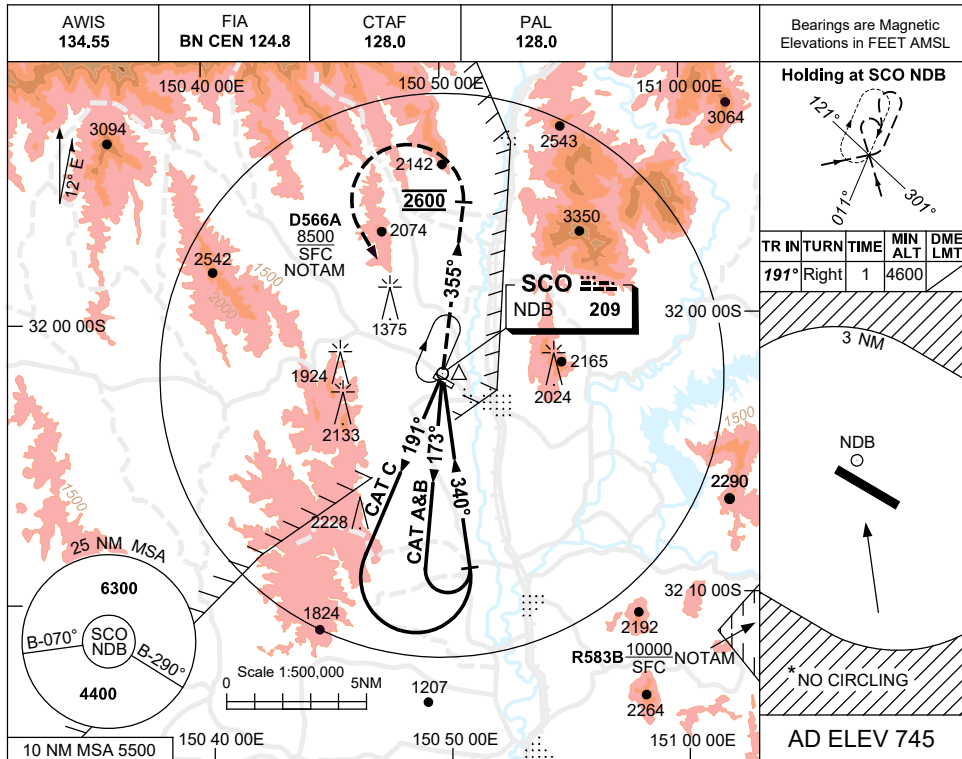 AWIS
134.55
FIA
BN CEN 124.8
CTAF
128.0
PAL
128.0
Bearings are Magnetic
Elevations in FEET AMSL
150 40 00E
150 50 00E
151 00 00E
3094
12° E
2142
2543
3064
2600
D566A
8500
SFC
NOTAM
2074
3350
2542
1500
2000
355°
SCO
NDB 209
32 00 00S
32 00 00S
1375
1924
2165
2133
2024
1500
CAT C
191°
CAT A&B
173°
340°
2290
1500
2228
25 NM MSA
6300
B-070°
SCO
NDB
B-290°
4400
10 NM MSA 5500
32 10 00S
1824
2192
R583B
10000
SFC
NOTAM
Scale 1:500,000
0 5NM
1207
2264
150 40 00E
150 50 00E
151 00 00E
Holding at SCO NDB
121°
011°
301°
TR IN TURN TIME MIN ALT DME LMT
191° Right 1 4600
3 NM
NDB
*NO CIRCLING
AD ELEV 745